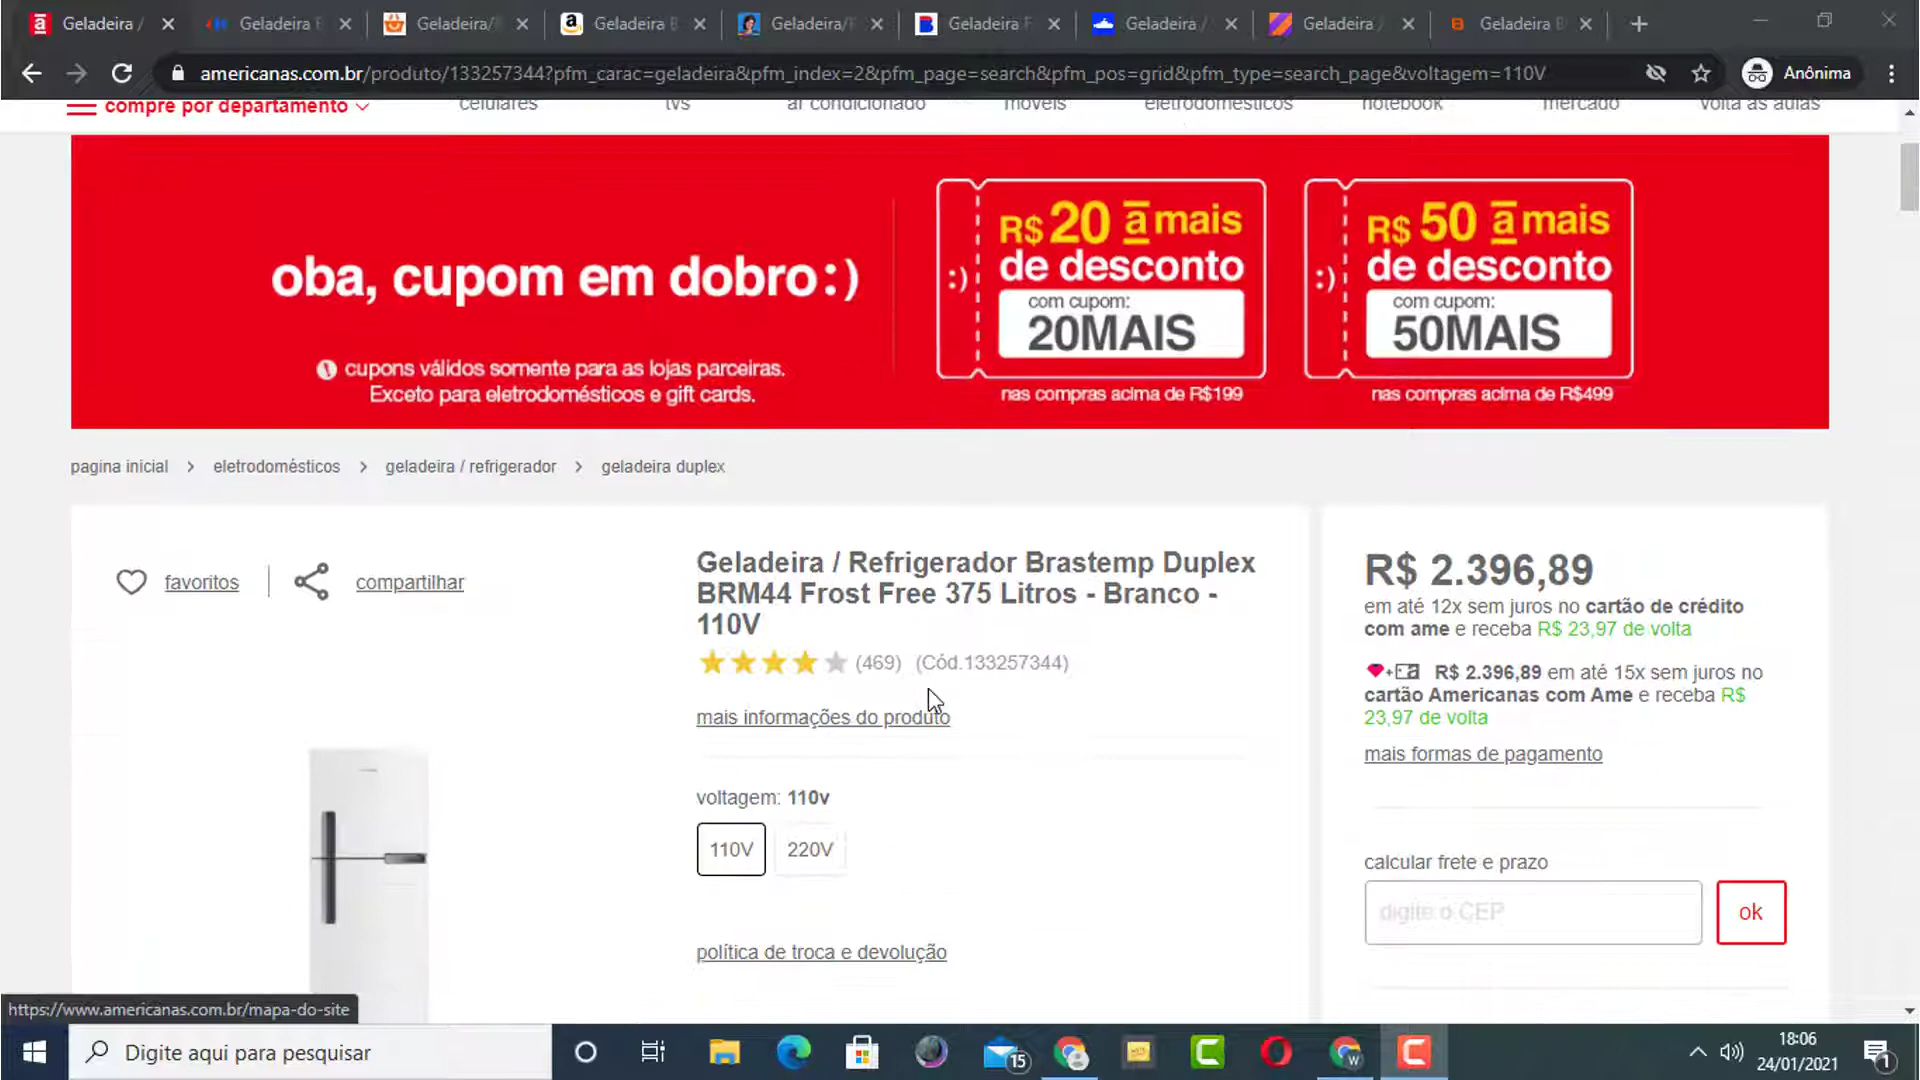 Geladeira /
Geladeira F
Geladeira/
Geladeira B
Geladeira/F
Geladeira F
Geladeira /
Geladeira /
Geladeira B
americanas.com.br/produto/133257344?pfm_carac=geladeira&pfm_index=2&pfm_page=search&pfm_pos=grid&pfm_type=search_page&voltagem=110V
Anônima
compre por departamento
celulares
tvs
ar condicionado
móveis
eletrodomésticos
notebook
mercado
volta às aulas
oba, cupom em dobro:)
cupons válidos somente para as lojas parceiras.
Exceto para eletrodomésticos e gift cards.
:)
R$ 20 a mais
de desconto
com cupom:
20MAIS
nas compras acima de R$199
:)
R$ 50 a mais
de desconto
com cupom:
50MAIS
nas compras acima de R$499
pagina inicial > eletrodomésticos > geladeira / refrigerador > geladeira duplex
favoritos
compartilhar
Geladeira / Refrigerador Brastemp Duplex
BRM44 Frost Free 375 Litros - Branco -
110V
(469) (Cód.133257344)
mais informações do produto
voltagem: 110v
110V
220V
política de troca e devolução
R$ 2.396,89
em até 12x sem juros no cartão de crédito
com ame e receba R$ 23,97 de volta
+ R$ 2.396,89 em até 15x sem juros no
cartão Americanas com Ame e receba R$
23,97 de volta
mais formas de pagamento
calcular frete e prazo
digite o CEP
ok
https://www.americanas.com.br/mapa-do-site
Digite aqui para pesquisar
15
W
18:06
24/01/2021
1